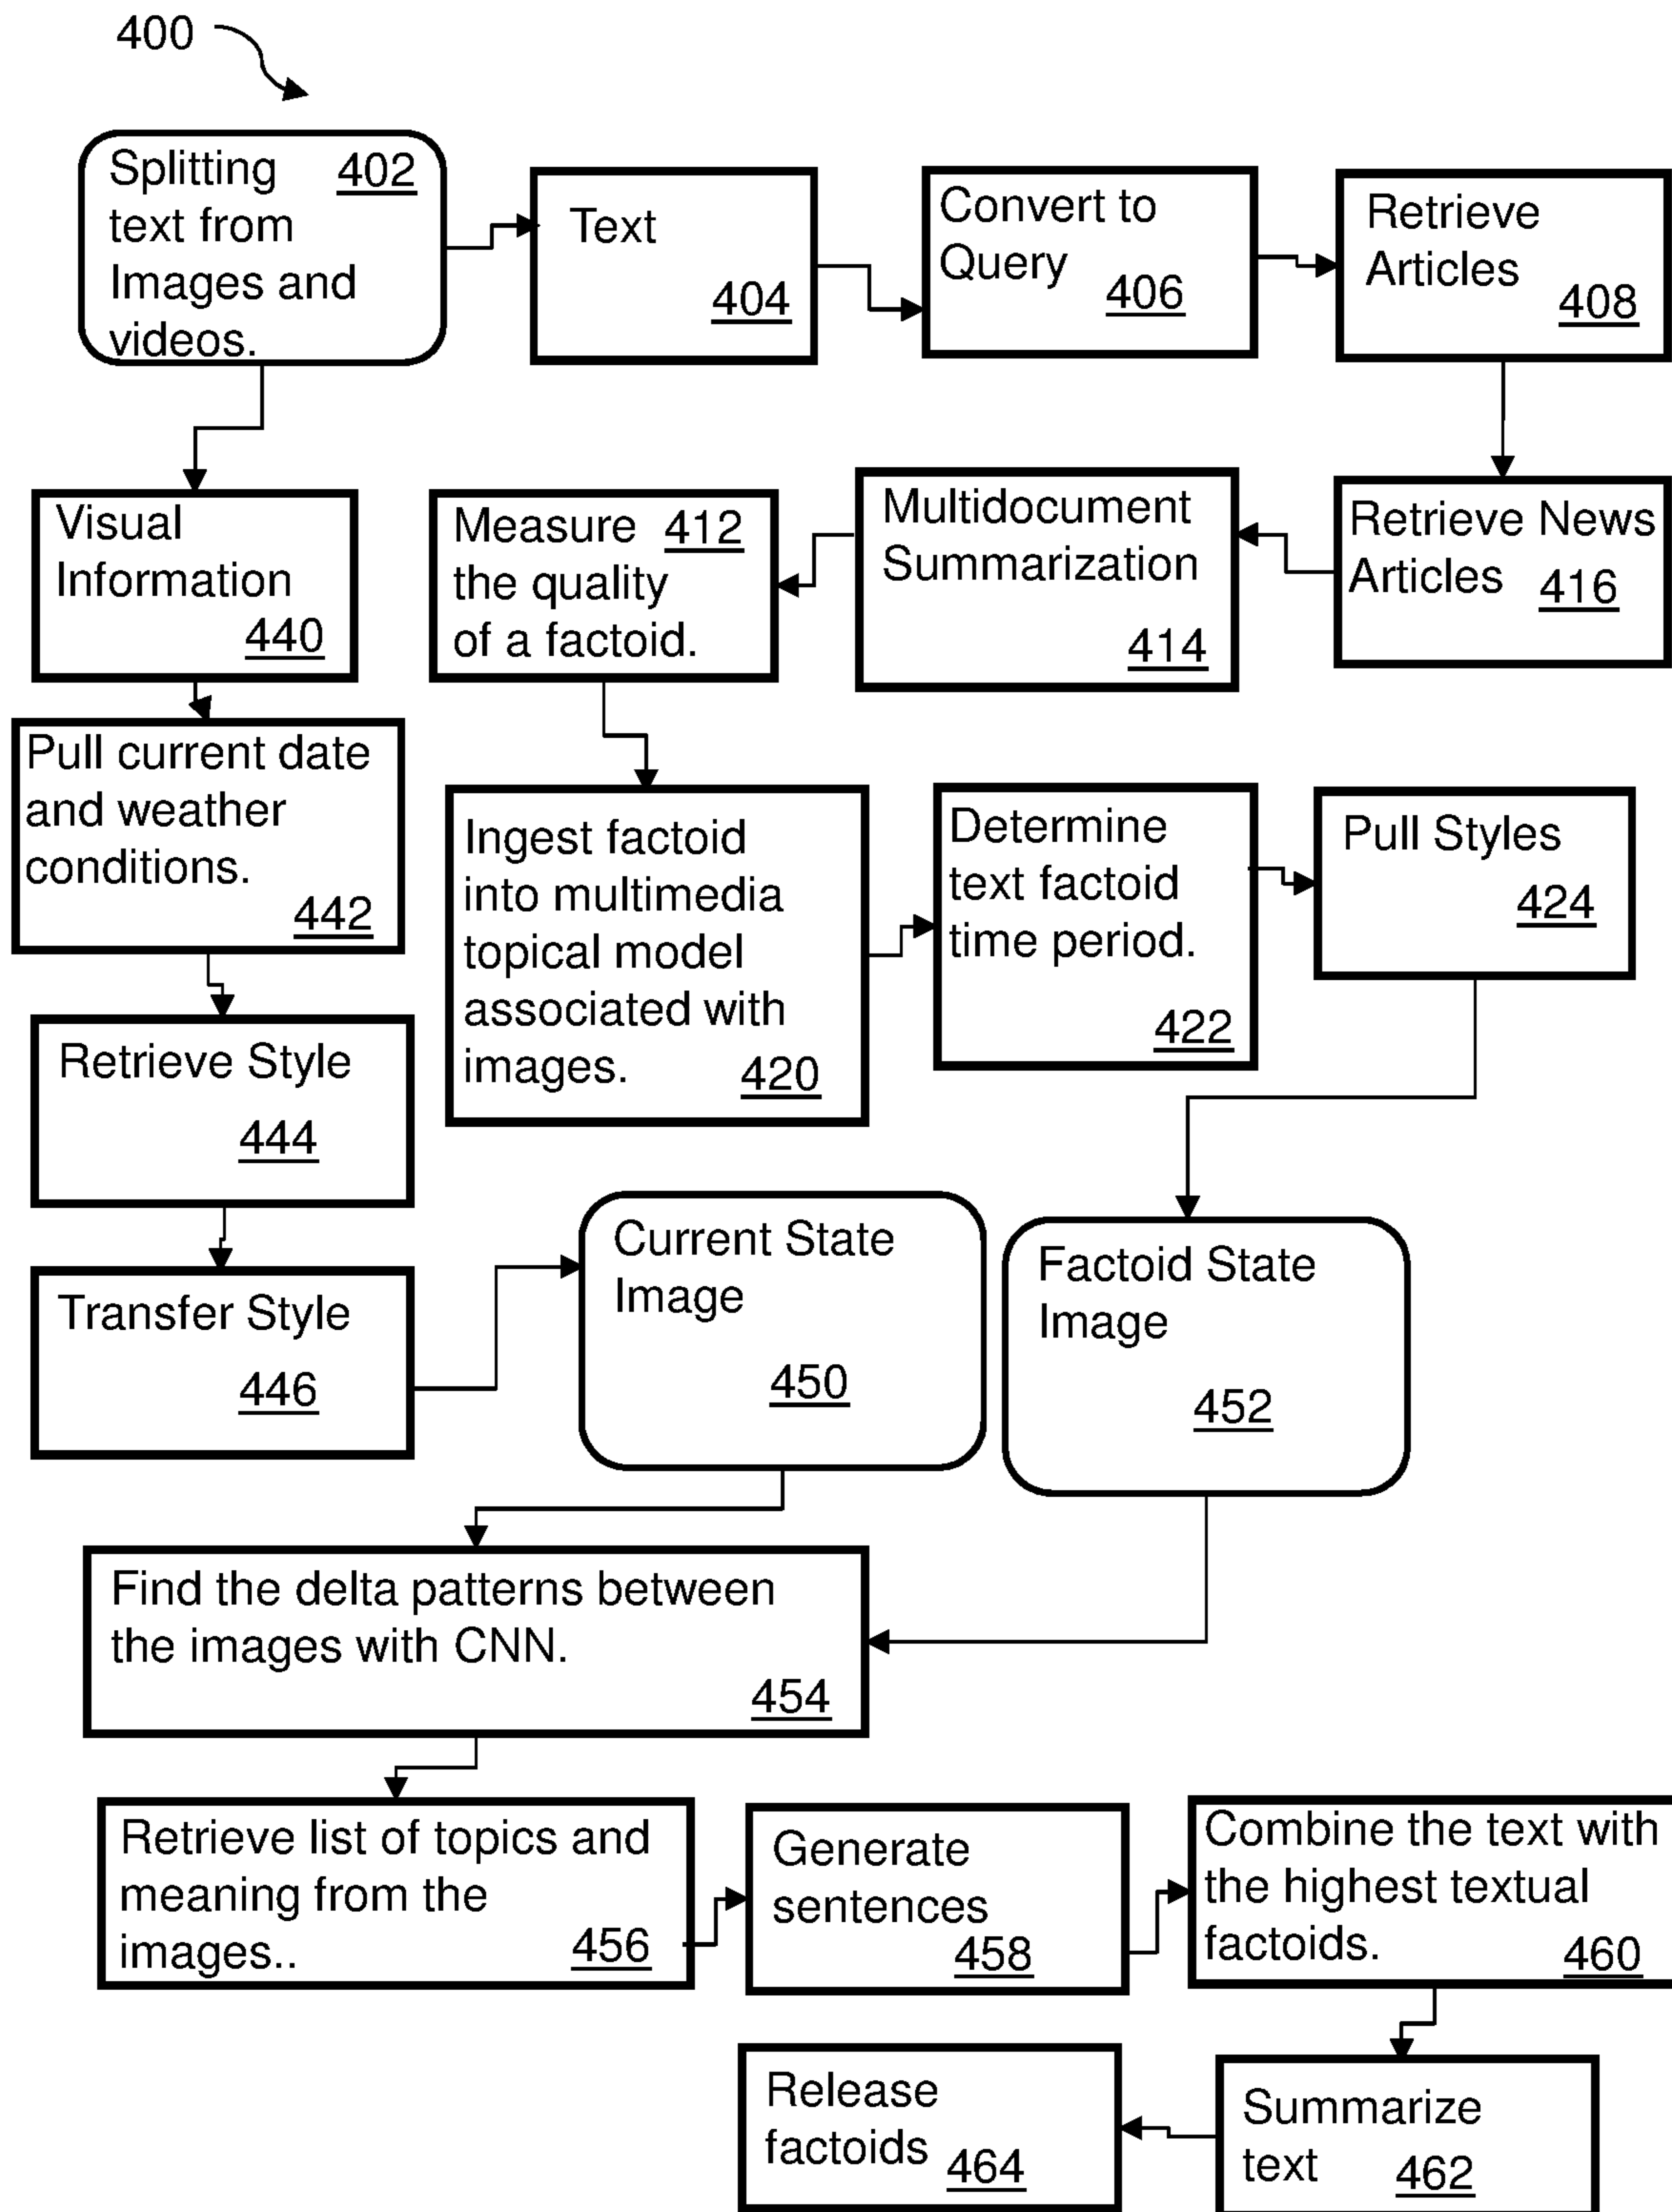 400
Splitting 402
text from
Images and
videos.
Text
404
Convert to
Query 406
Retrieve
Articles
408
Visual
Information
440
Measure 412
the quality
of a factoid.
Multidocument
Summarization
414
Retrieve News
Articles 416
Pull current date
and weather
conditions.
442
Ingest factoid
into multimedia
topical model
associated with
images. 420
Determine
text factoid
time period.
422
Pull Styles
424
Retrieve Style
444
Transfer Style
446
Current State
Image
450
Factoid State
Image
452
Find the delta patterns between
the images with CNN.
454
Retrieve list of topics and
meaning from the
images.. 456
Generate
sentences
458
Combine the text with
the highest textual
factoids. 460
Release
factoids 464
Summarize
text 462